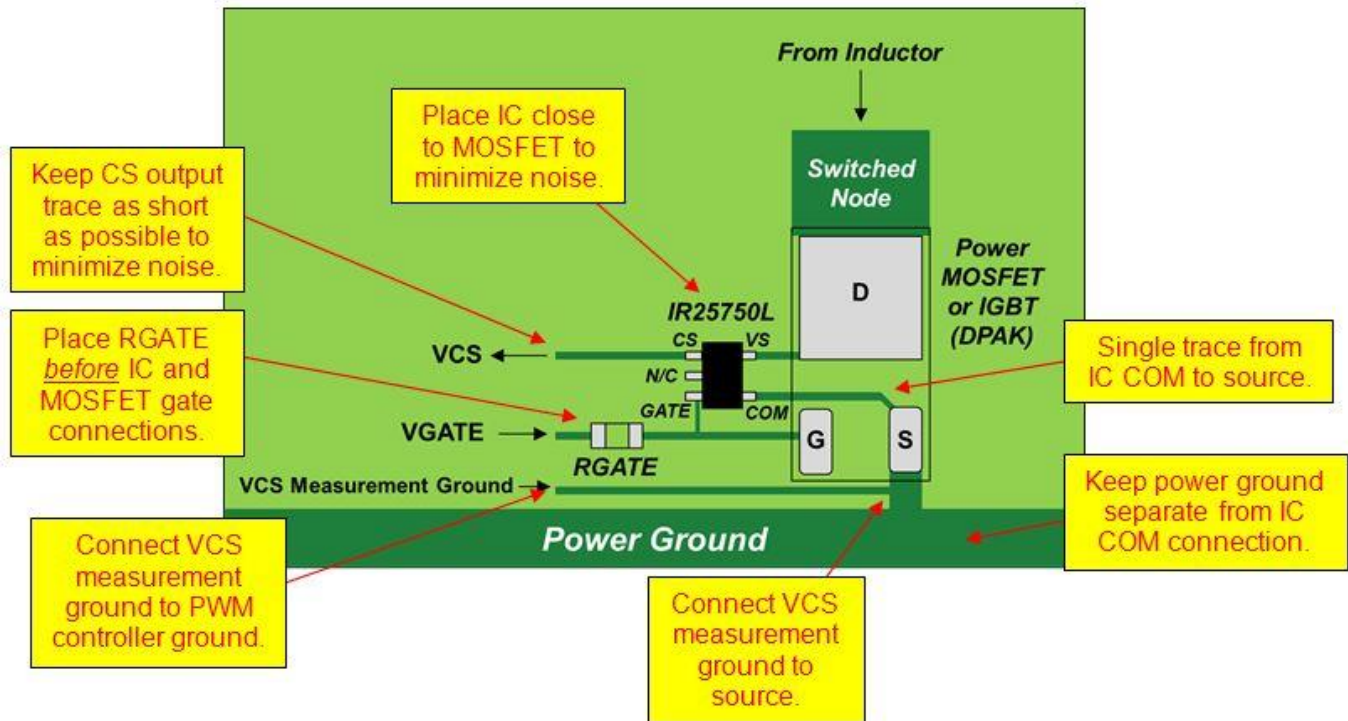 From Inductor
Place IC close
to MOSFET to
minimize noise.
Keep CS output
trace as short
as possible to
minimize noise.
Switched
Node
Power
MOSFET
or IGBT
(DPAK)
D
IR25750L
CS
VS
VCS
N/C
GATE
COM
Place RGATE
before IC and
MOSFET gate
connections.
Single trace from
IC COM to source.
VGATE
RGATE
G
S
VCS Measurement Ground
Keep power ground
separate from IC
COM connection.
Power Ground
Connect VCS
measurement
ground to PWM
controller ground.
Connect VCS
measurement
ground to
source.